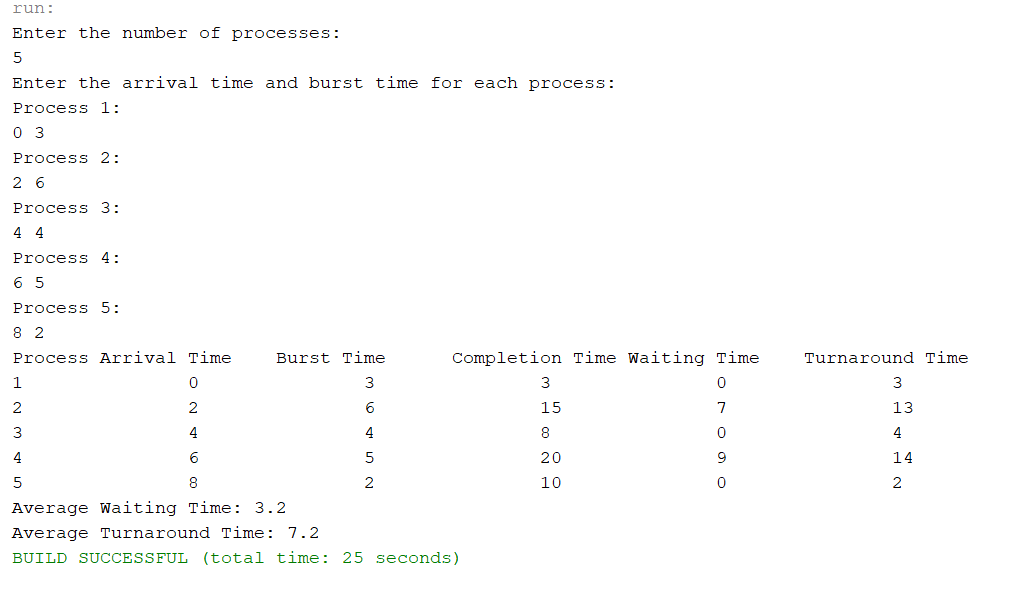 run:
Enter the number of processes:
5
Enter the arrival time and burst time for each process:
Process 1:
0 3
Process 2:
2 6
Process 3:
4 4
Process 4:
6 5
Process 5:
8 2
Process Arrival Time    Burst Time      Completion Time Waiting Time    Turnaround Time
1               0               3               3               0               3
2               2               6               15              7               13
3               4               4               8               0               4
4               6               5               20              9               14
5               8               2               10              0               2
Average Waiting Time: 3.2
Average Turnaround Time: 7.2
BUILD SUCCESSFUL (total time: 25 seconds)